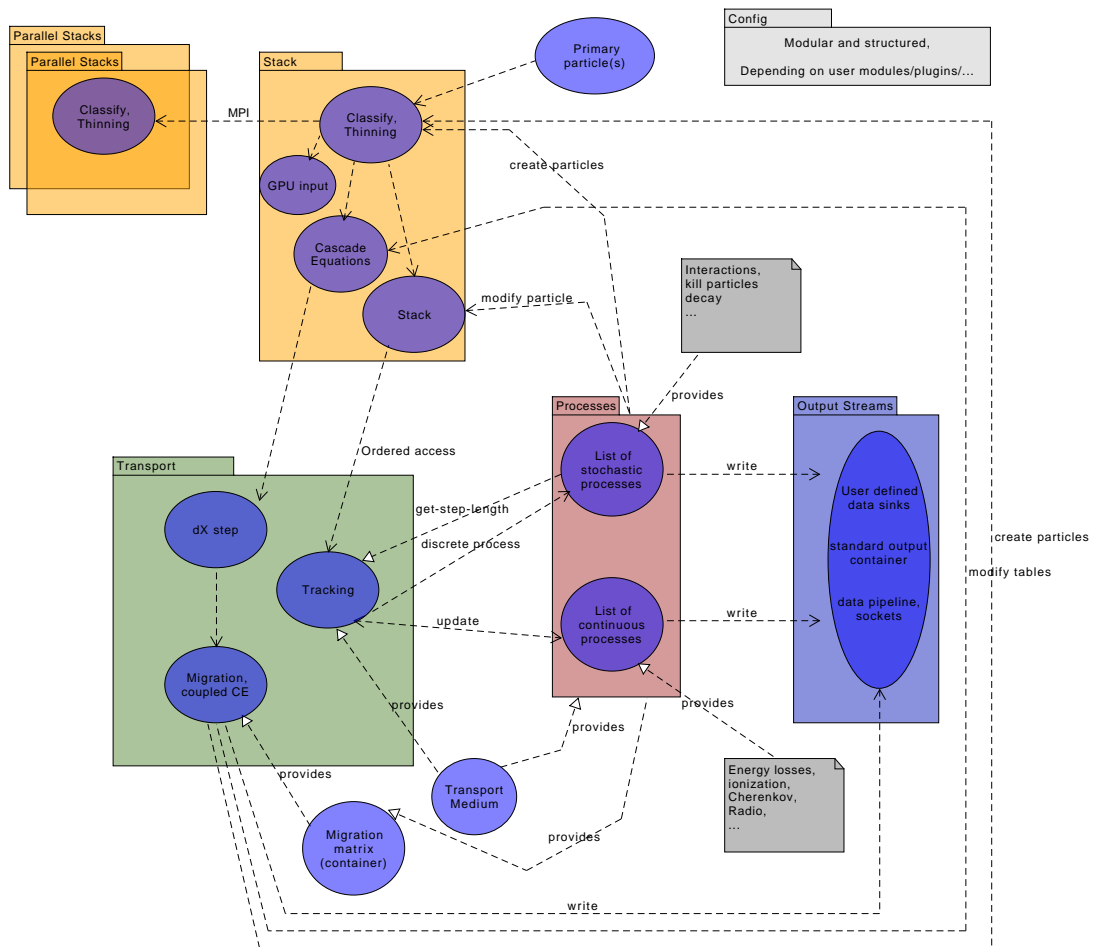 Parallel Stacks
Parallel Stacks
Classify,
Thinning
MPI
Stack
Classify,
Thinning
GPU input
Cascade
Equations
Stack
Primary
particle(s)
Config
Modular and structured,
Depending on user modules/plugins/...
create particles
modify particle
Interactions,
kill particles
decay
...
provides
Processes
List of
stochastic
processes
List of
continuous
processes
write
write
Output Streams
User defined
data sinks
standard output
container
data pipeline,
sockets
create particles
modify tables
Ordered access
get-step-length
discrete process
update
Transport
dX step
Tracking
Migration,
coupled CE
provides
provides
provides
provides
Transport
Medium
Migration
matrix
(container)
provides
Energy losses,
ionization,
Cherenkov,
Radio,
...
write